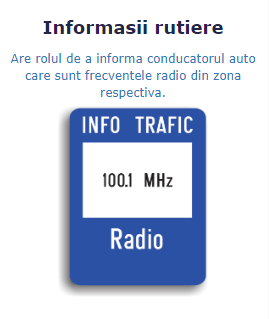 Informasii rutiere
Are rolul de a informa conducatorul auto
care sunt frecventele radio din zona
respectiva.
INFO TRAFIC
100.1 MHz
Radio